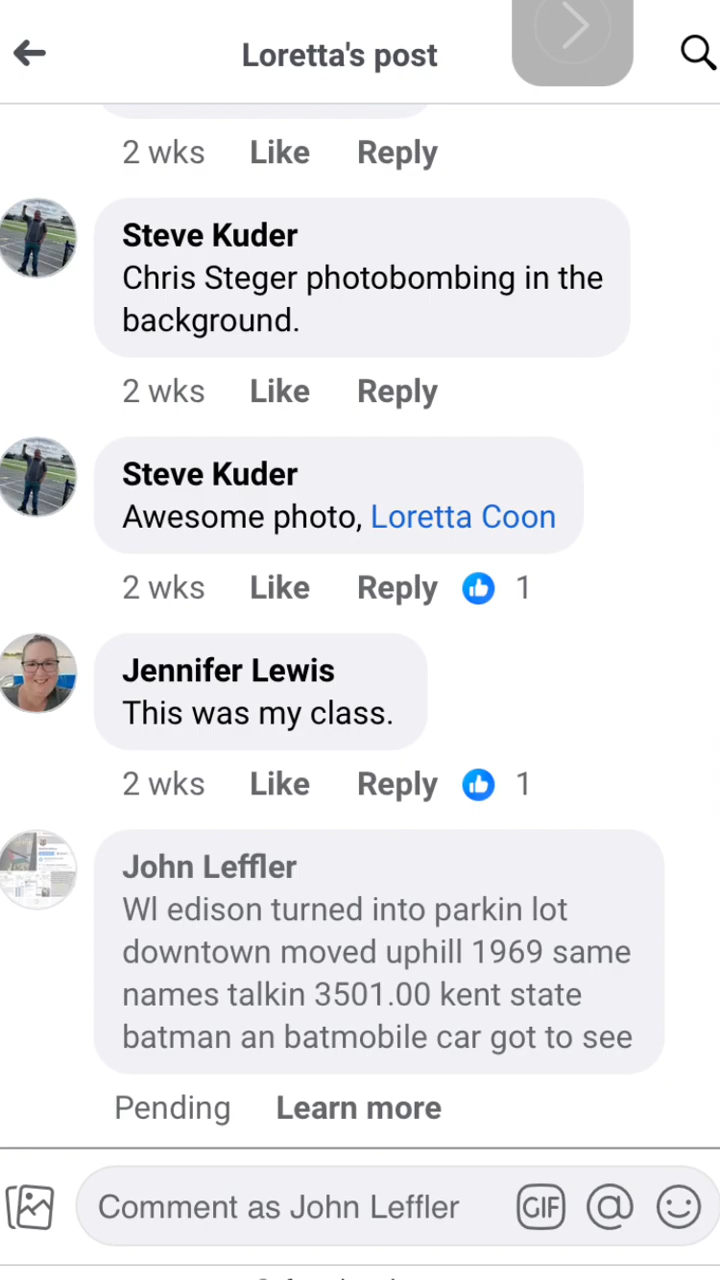 Loretta's post
2 wks Like Reply
Steve Kuder
Chris Steger photobombing in the
background.
2 wks Like Reply
Steve Kuder
Awesome photo, Loretta Coon
2 wks Like Reply 1
Jennifer Lewis
This was my class.
2 wks Like Reply 1
John Leffler
Wl edison turned into parkin lot
downtown moved uphill 1969 same
names talkin 3501.00 kent state
batman an batmobile car got to see
Pending Learn more
Comment as John Leffler GIF @